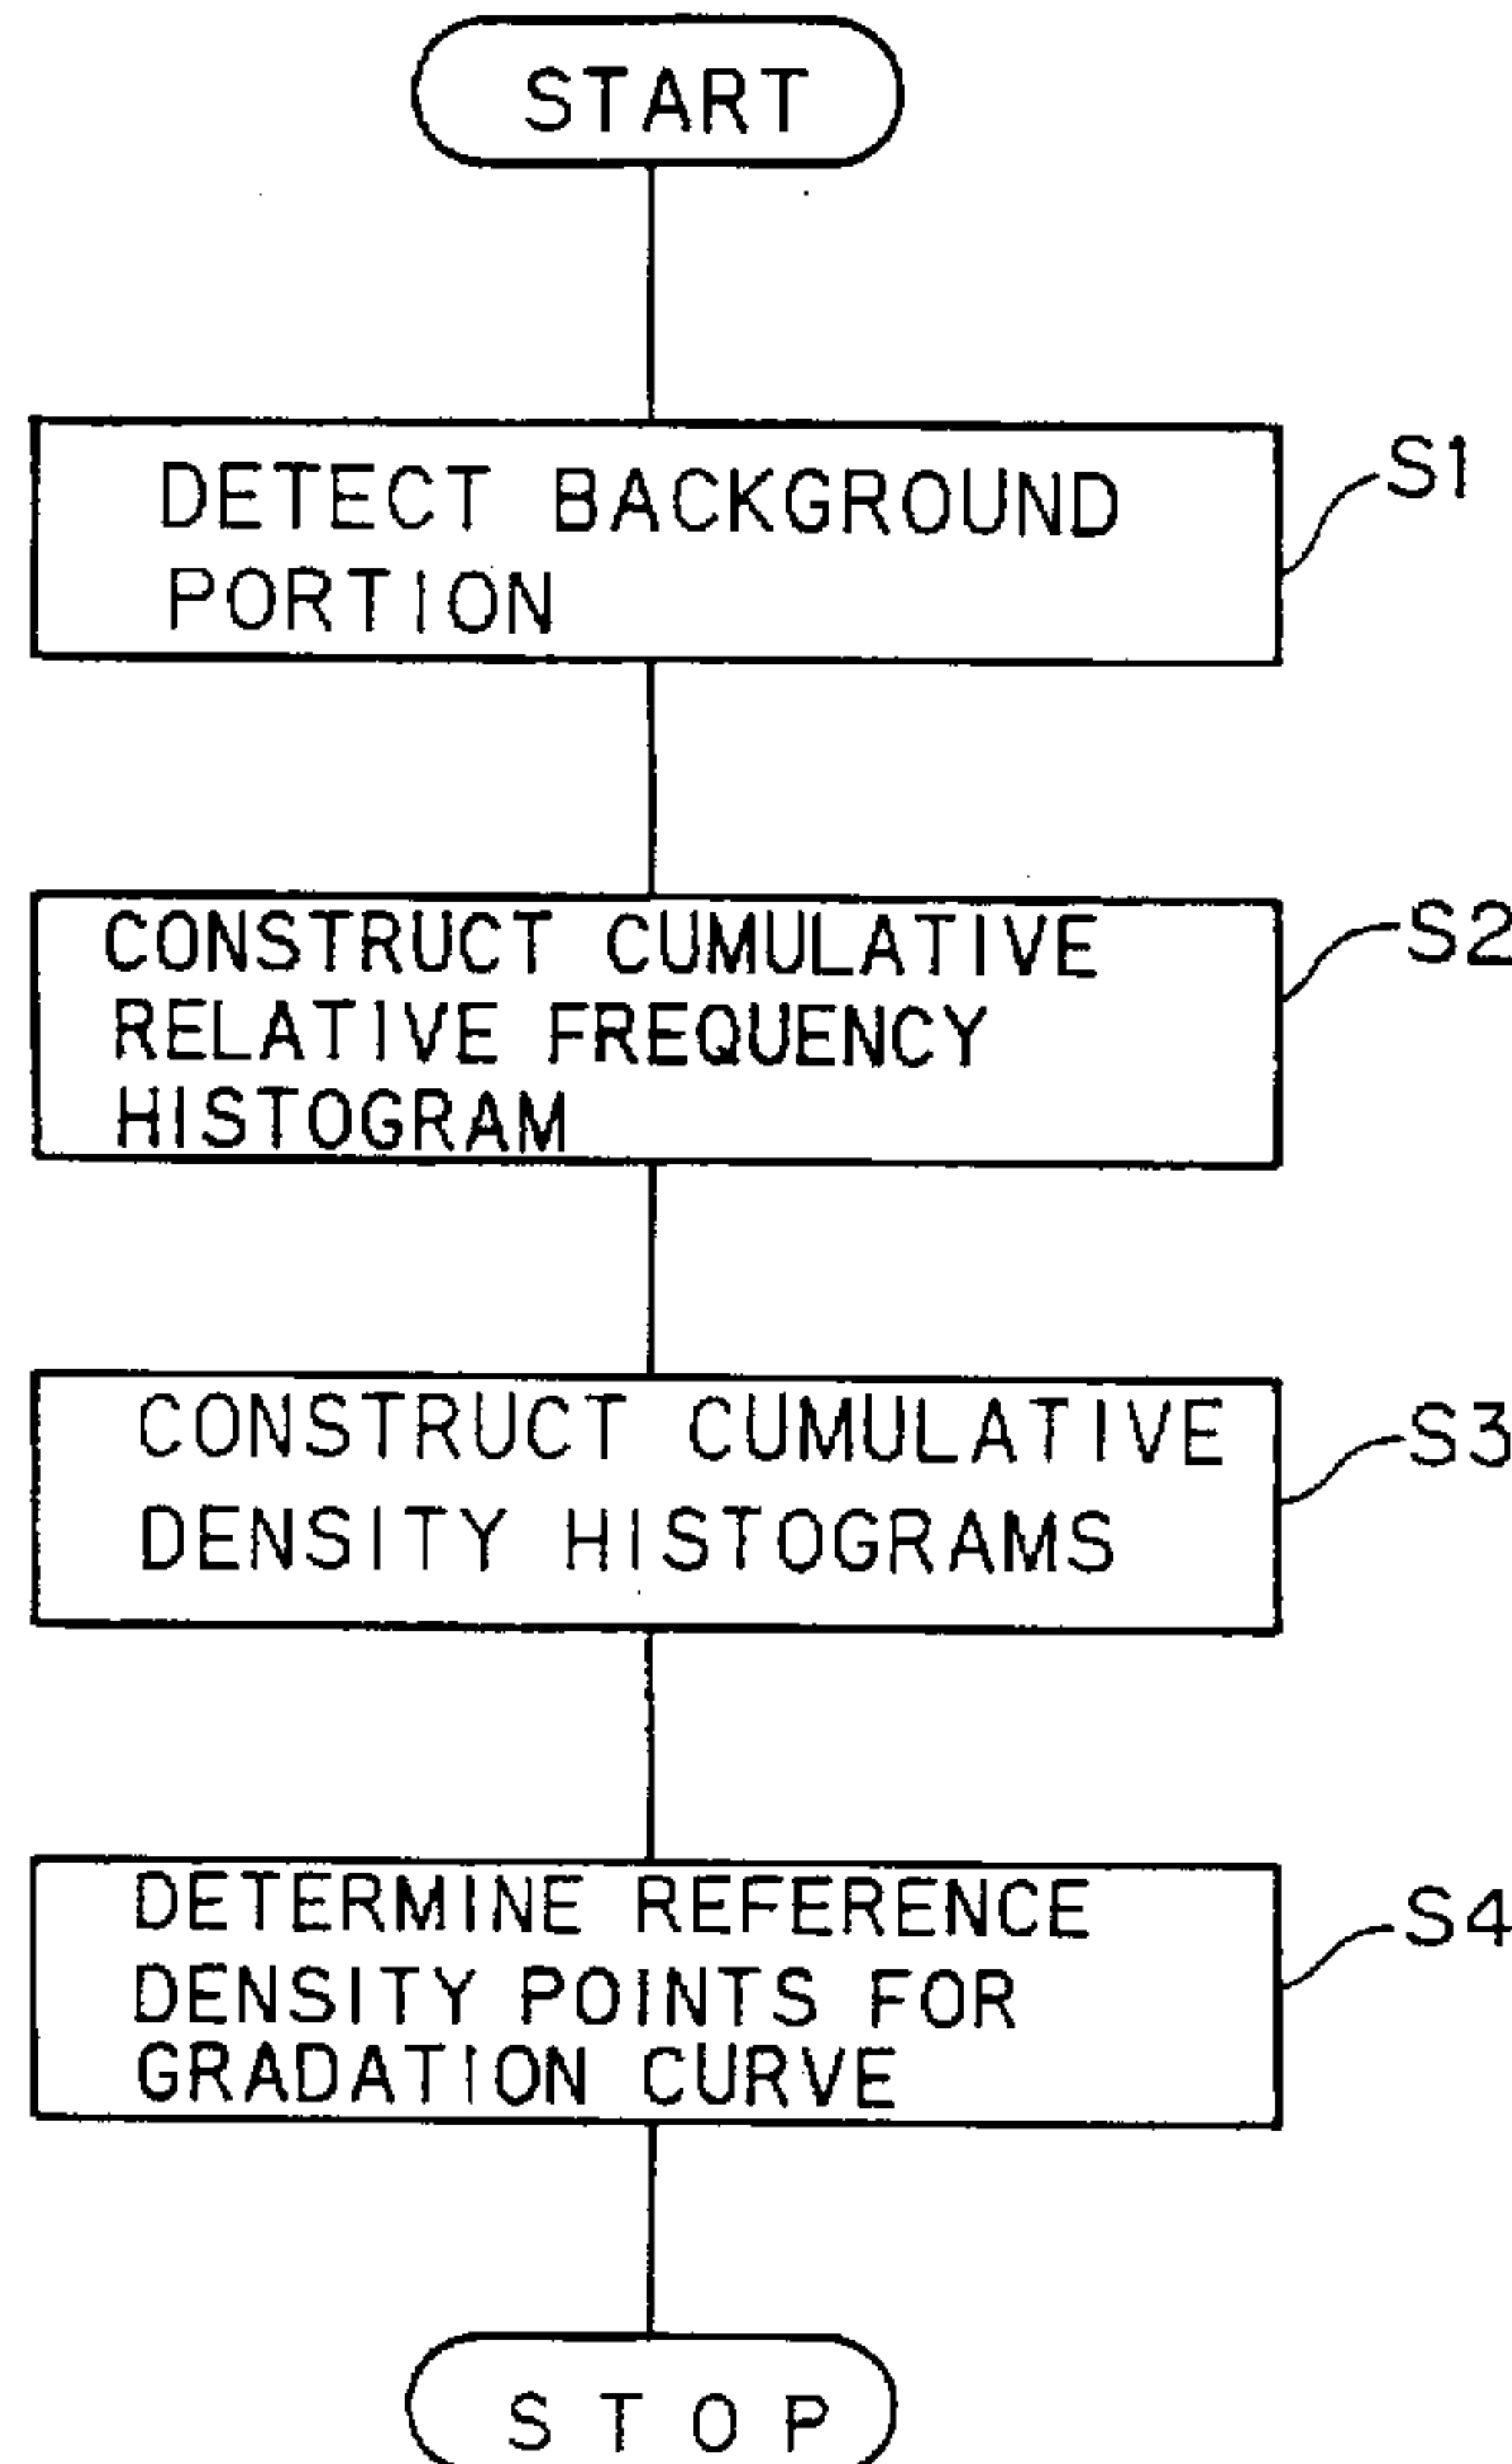 START
DETECT BACKGROUND
PORTION
S1
CONSTRUCT CUMULATIVE
RELATIVE FREQUENCY
HISTOGRAM
S2
CONSTRUCT CUMULATIVE
DENSITY HISTOGRAMS
S3
DETERMINE REFERENCE
DENSITY POINTS FOR
GRADATION CURVE
S4
STOP